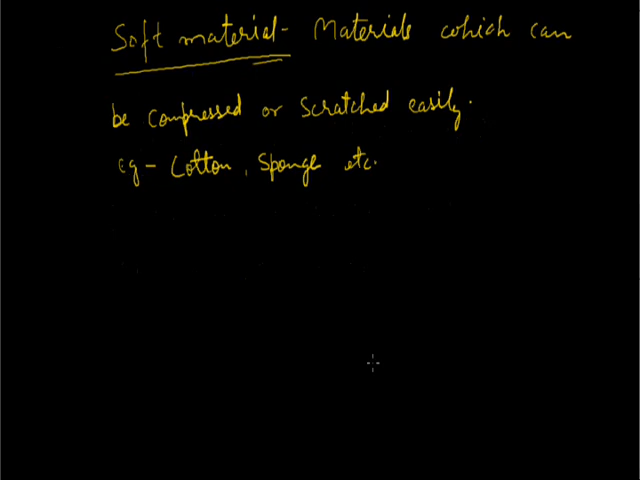 Soft material - Materials which can
be compressed or scratched easily.
eg - Cotton, Sponge etc.